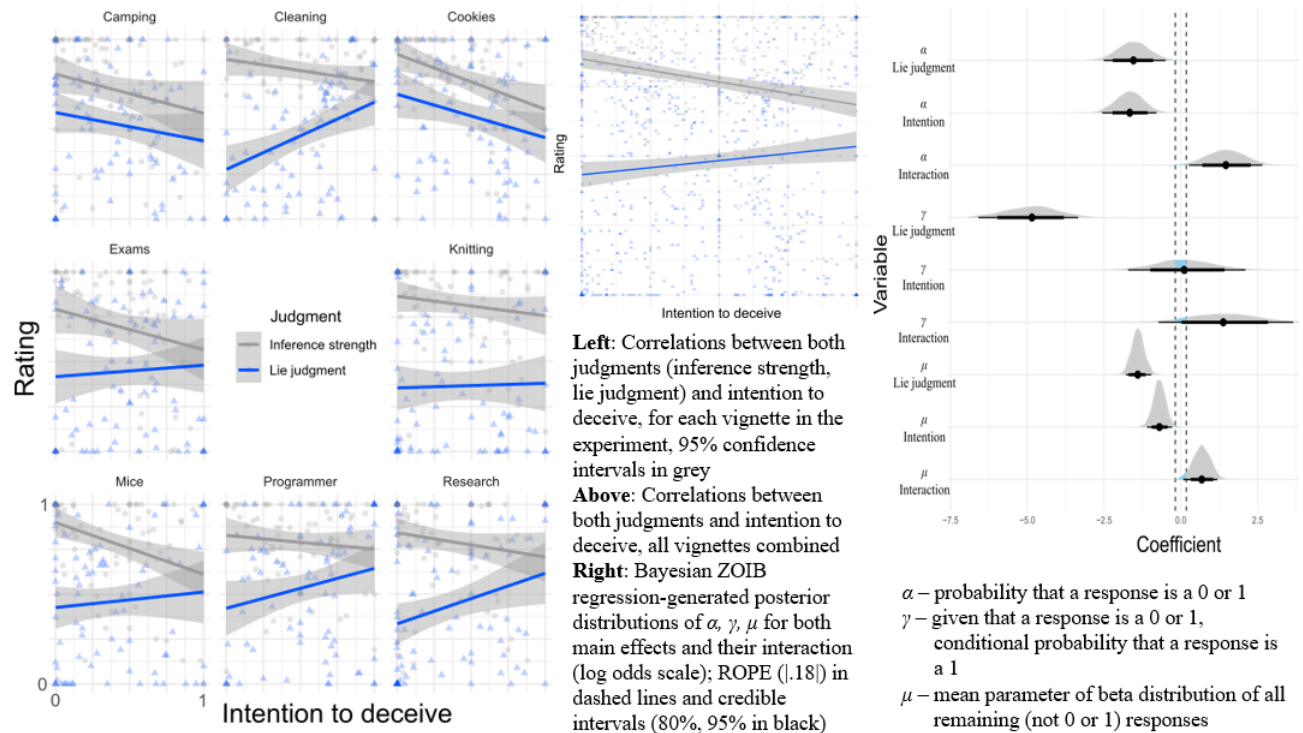 Camping
Cleaning
Cookies
Exams
Knitting
Judgment
Inference strength
Lie judgment
Mice
Programmer
Research
Rating
1
0
0
1
Intention to deceive
Rating
Intention to deceive
Left: Correlations between both
judgments (inference strength,
lie judgment) and intention to
deceive, for each vignette in the
experiment, 95% confidence
intervals in grey
Above: Correlations between
both judgments and intention to
deceive, all vignettes combined
Right: Bayesian ZOIB
regression-generated posterior
distributions of α, γ, μ for both
main effects and their interaction
(log odds scale); ROPE (|.18|) in
dashed lines and credible
intervals (80%, 95% in black)
Variable
α
Lie judgment
α
Intention
α
Interaction
γ
Lie judgment
γ
Intention
γ
Interaction
μ
Lie judgment
μ
Intention
μ
Interaction
−7.5
−5.0
−2.5
0.0
2.5
Coefficient
α – probability that a response is a 0 or 1
γ – given that a response is a 0 or 1,
conditional probability that a response is
a 1
μ – mean parameter of beta distribution of all
remaining (not 0 or 1) responses